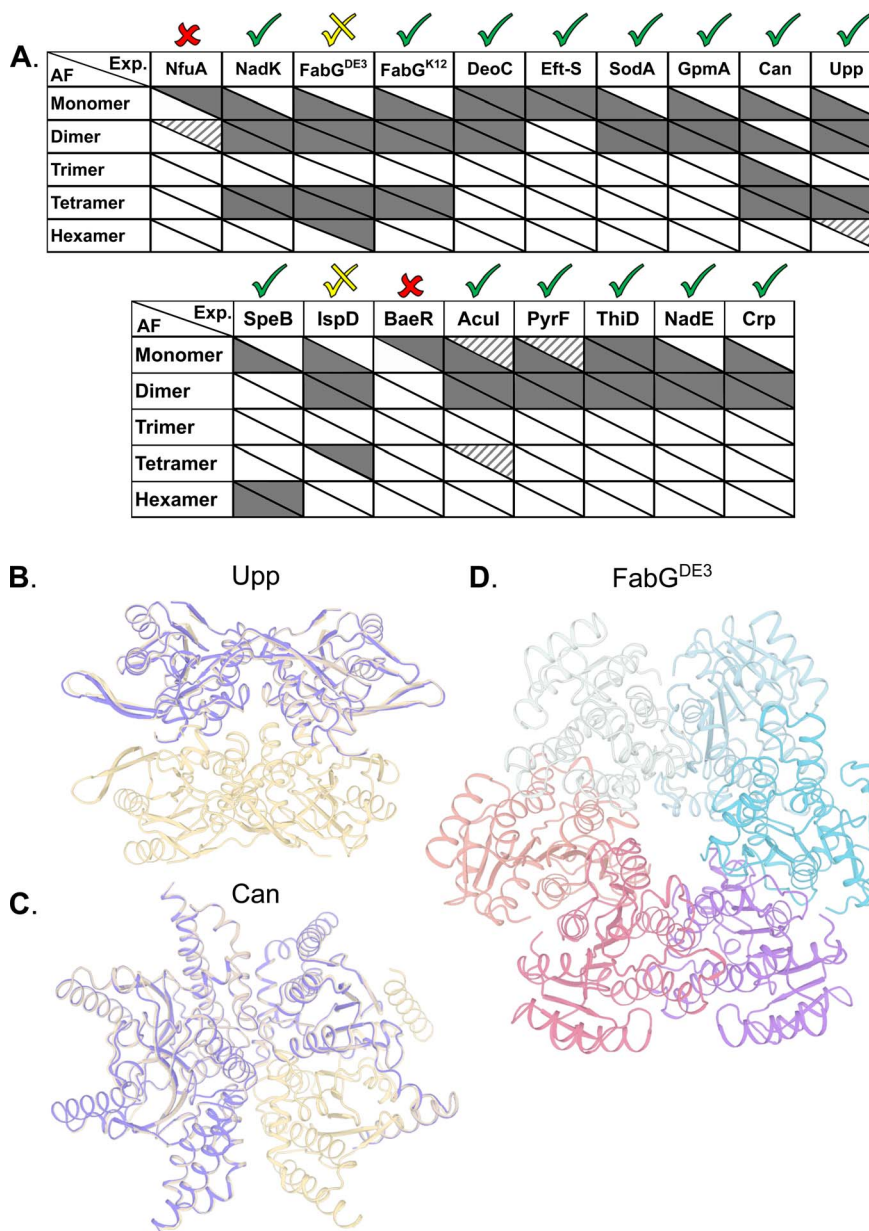 A.
Exp.
AF
NfuA NadK FabG^DE3 FabG^K12 DeoC Eft-S SodA GpmA Can Upp
Monomer
Dimer
Trimer
Tetramer
Hexamer
Exp.
AF
SpeB IspD BaeR AcuI PyrF ThiD NadE Crp
Monomer
Dimer
Trimer
Tetramer
Hexamer
B. Upp
D. FabG^DE3
C. Can